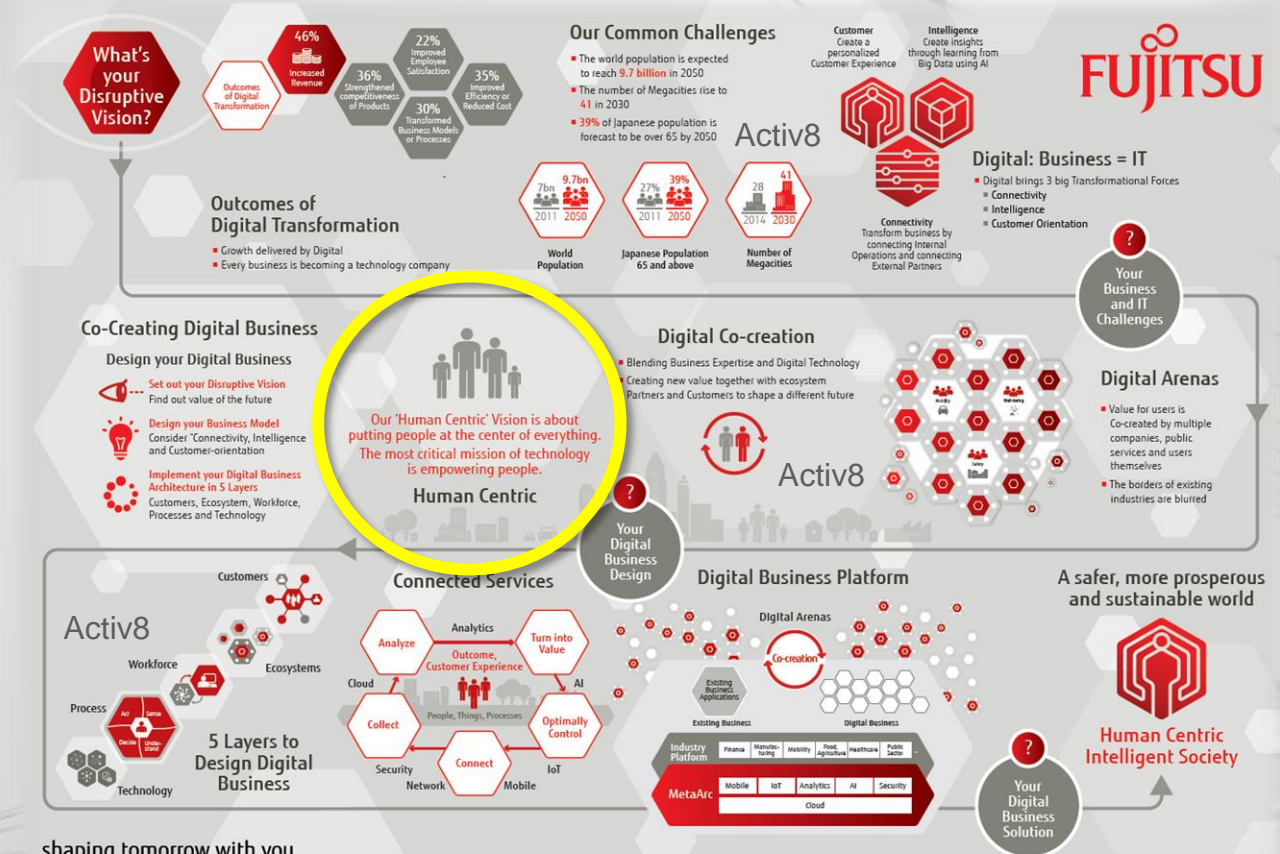 What's
your
Disruptive
Vision?
Outcomes
of Digital
Transformation
46%
Increased
Revenue
36%
Strengthened
competitiveness
of Products
22%
Improved
Employee
Satisfaction
30%
Transformed
Business Models
or Processes
35%
Improved
Efficiency or
Reduced Cost
Outcomes of
Digital Transformation
Growth delivered by Digital
Every business is becoming a technology company
Our Common Challenges
The world population is expected
to reach 9.7 billion in 2050
The number of Megacities rise to
41 in 2030
39% of Japanese population is
forecast to be over 65 by 2050
Activ8
7bn 9.7bn
2011 2050
World
Population
27% 39%
2011 2050
Japanese Population
65 and above
28 41
2014 2030
Number of
Megacities
Customer
Create a
personalized
Customer Experience
Intelligence
Create insights
through learning from
Big Data using AI
Connectivity
Transform business by
connecting Internal
Operations and connecting
External Partners
FUJITSU
Digital: Business = IT
Digital brings 3 big Transformational Forces
Connectivity
Intelligence
Customer Orientation
?
Your
Business
and IT
Challenges
Co-Creating Digital Business
Design your Digital Business
Set out your Disruptive Vision
Find out value of the future
Design your Business Model
Consider "Connectivity, Intelligence
and Customer-orientation
Implement your Digital Business
Architecture in 5 Layers
Customers, Ecosystem, Workforce,
Processes and Technology
Our 'Human Centric' Vision is about
putting people at the center of everything.
The most critical mission of technology
is empowering people.
Human Centric
Digital Co-creation
Blending Business Expertise and Digital Technology
Creating new value together with ecosystem
Partners and Customers to shape a different future
Activ8
Mobility
Well-being
Safety
Digital Arenas
Value for users is
Co-created by multiple
companies, public
services and users
themselves
The borders of existing
industries are blurred
?
Your
Digital
Business
Design
Activ8
Customers
Ecosystems
Workforce
Process
Act Sense
Decide Under-
stand
Technology
5 Layers to
Design Digital
Business
Connected Services
Analyze
Analytics
Turn into
Value
Outcome,
Customer Experience
Cloud
AI
People, Things, Processes
Collect
Optimally
Control
Security
Connect
IoT
Network
Mobile
Digital Business Platform
Digital Arenas
Co-creation
Existing
Business
Applications
Existing Business
Digital Business
Industry
Platform
Finance
Manufac-
turing
Mobility
Food,
Agriculture
Healthcare
Public
Sector
...
MetaArc
Mobile
IoT
Analytics
AI
Security
Cloud
A safer, more prosperous
and sustainable world
Human Centric
Intelligent Society
?
Your
Digital
Business
Solution
shaping tomorrow with you